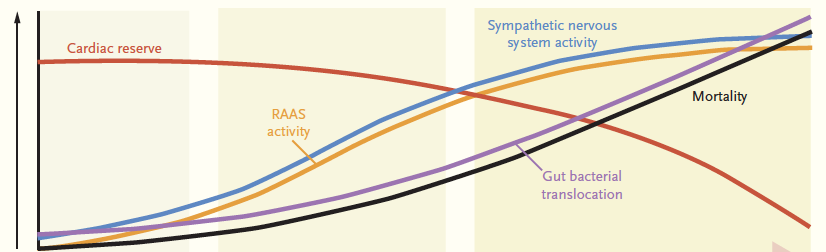 Cardiac reserve
Sympathetic nervous
system activity
RAAS
activity
Mortality
Gut bacterial
translocation